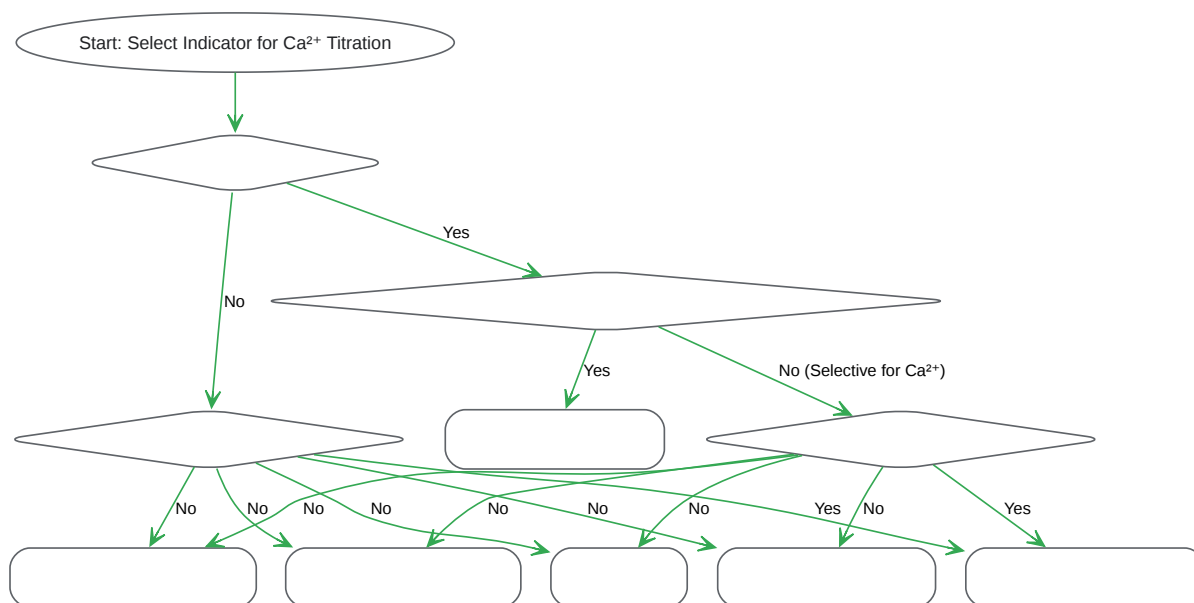 Start: Select Indicator for Ca²⁺ Titration
Yes
No
Yes
No (Selective for Ca²⁺)
No
No
No
No
No
No
No
Yes
No
Yes